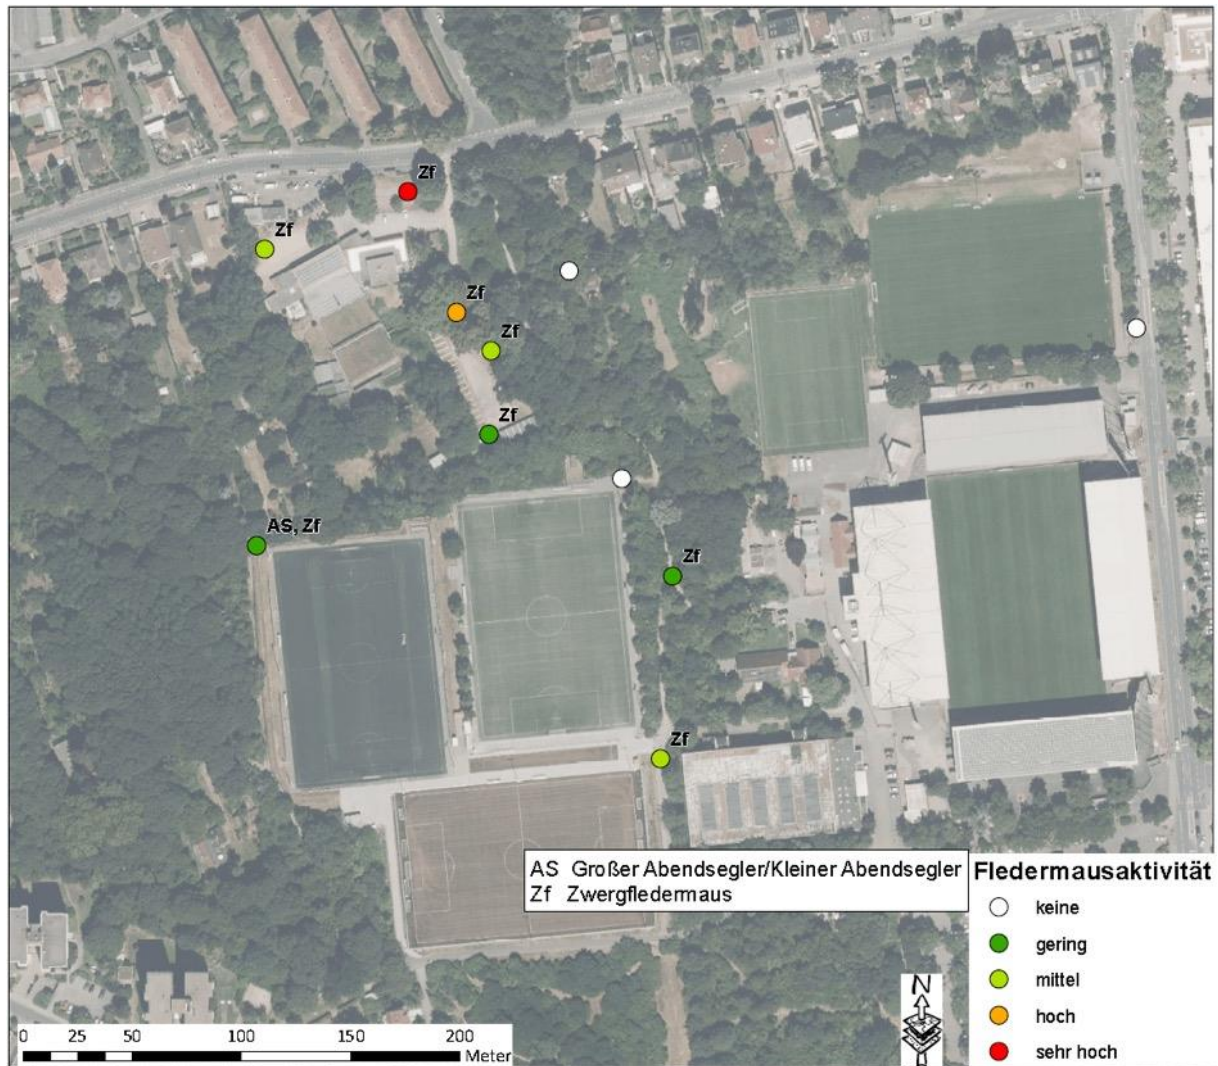 Zf
Zf
Zf
Zf
Zf
AS, Zf
Zf
Zf
AS Großer Abendsegler/Kleiner Abendsegler
Zf Zwergfledermaus
Fledermausaktivität
keine
gering
mittel
hoch
sehr hoch
N
0 25 50 100 150 200
Meter